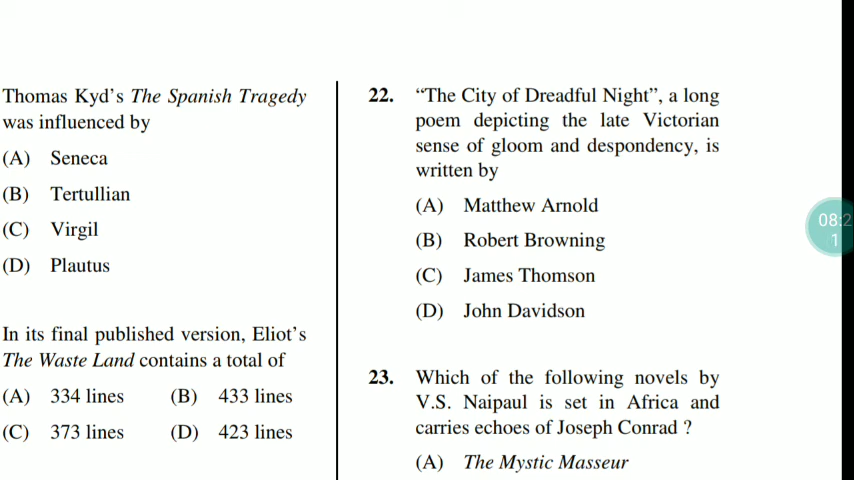 Thomas Kyd's The Spanish Tragedy
was influenced by
(A) Seneca
(B) Tertullian
(C) Virgil
(D) Plautus
In its final published version, Eliot's
The Waste Land contains a total of
(A) 334 lines (B) 433 lines
(C) 373 lines (D) 423 lines
22. “The City of Dreadful Night”, a long
poem depicting the late Victorian
sense of gloom and despondency, is
written by
(A) Matthew Arnold
(B) Robert Browning
(C) James Thomson
(D) John Davidson
23. Which of the following novels by
V.S. Naipaul is set in Africa and
carries echoes of Joseph Conrad ?
(A) The Mystic Masseur
08:2
1